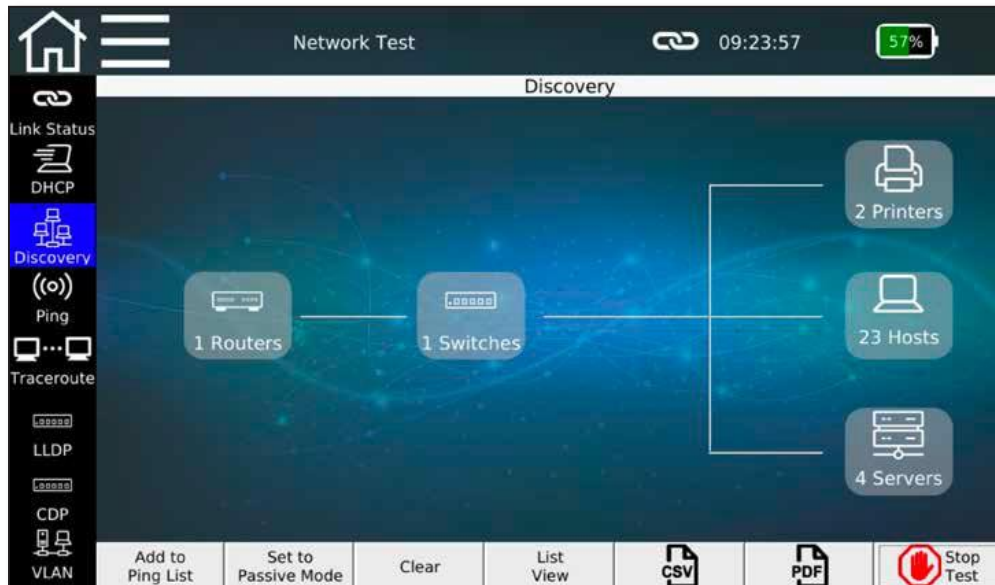 Network Test
09:23:57
57%
Discovery
Link Status
DHCP
Discovery
Ping
Traceroute
LLDP
CDP
VLAN
2 Printers
1 Routers
1 Switches
23 Hosts
4 Servers
Add to
Ping List
Set to
Passive Mode
Clear
List
View
CSV
PDF
Stop
Test